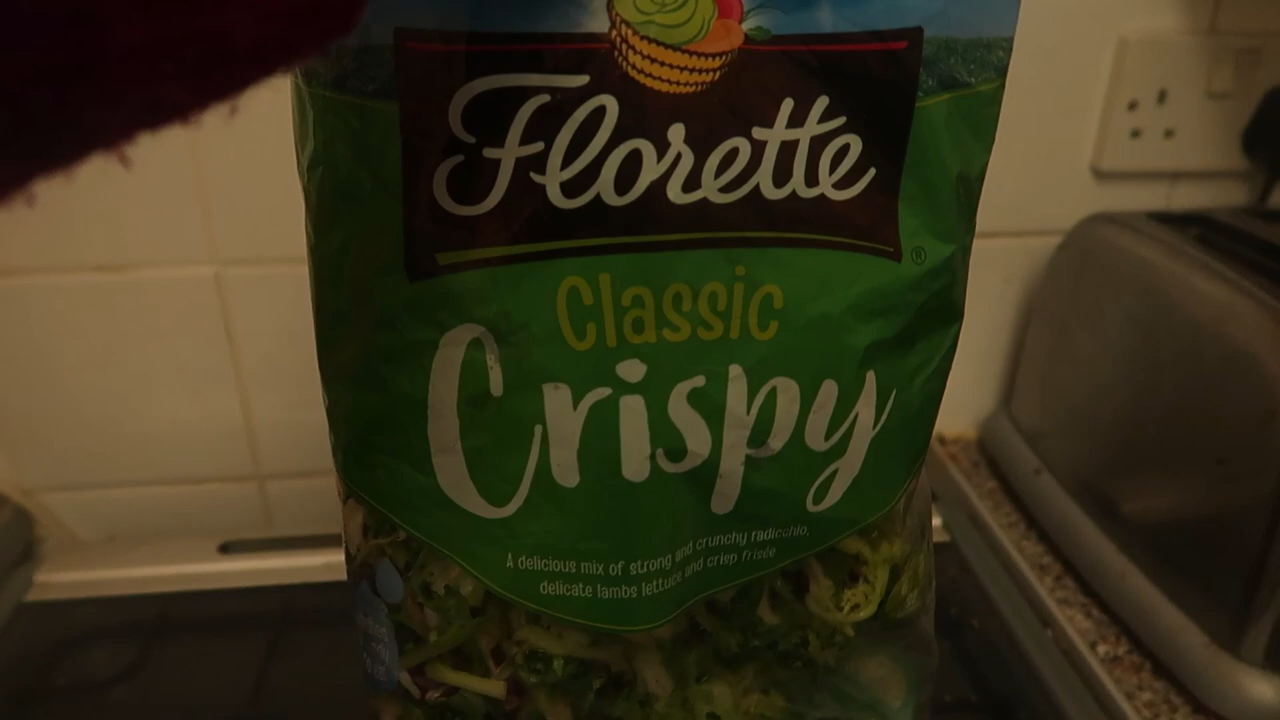 Florette
®
Classic
Crispy
A delicious mix of strong and crunchy radicchio,
delicate lambs lettuce and crisp frisée